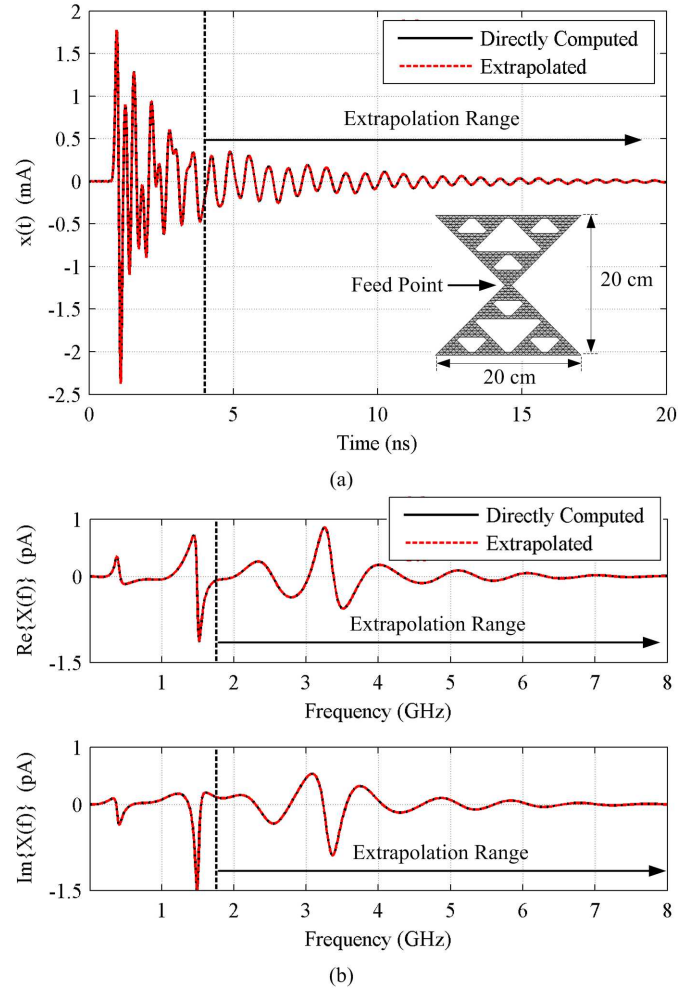 2
1.5
1
0.5
0
-0.5
-1
-1.5
-2
-2.5
x(t) (mA)
Directly Computed
Extrapolated
Extrapolation Range
Feed Point
20 cm
20 cm
0 5 10 15 20
Time (ns)
(a)
1
0
-1.5
Re{X(f)} (pA)
Directly Computed
Extrapolated
Extrapolation Range
1 2 3 4 5 6 7 8
Frequency (GHz)
1
0
-1.5
Im{X(f)} (pA)
Extrapolation Range
1 2 3 4 5 6 7 8
Frequency (GHz)
(b)